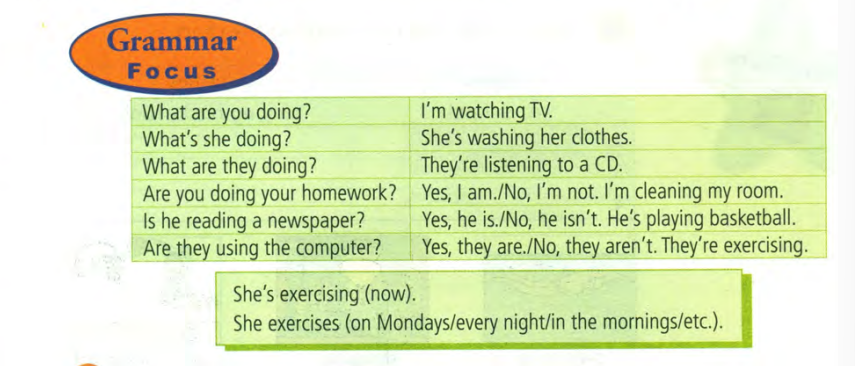 Grammar
Focus
What are you doing? I'm watching TV.
What's she doing? She's washing her clothes.
What are they doing? They're listening to a CD.
Are you doing your homework? Yes, I am./No, I'm not. I'm cleaning my room.
Is he reading a newspaper? Yes, he is./No, he isn't. He's playing basketball.
Are they using the computer? Yes, they are./No, they aren't. They're exercising.
She's exercising (now).
She exercises (on Mondays/every night/in the mornings/etc.).